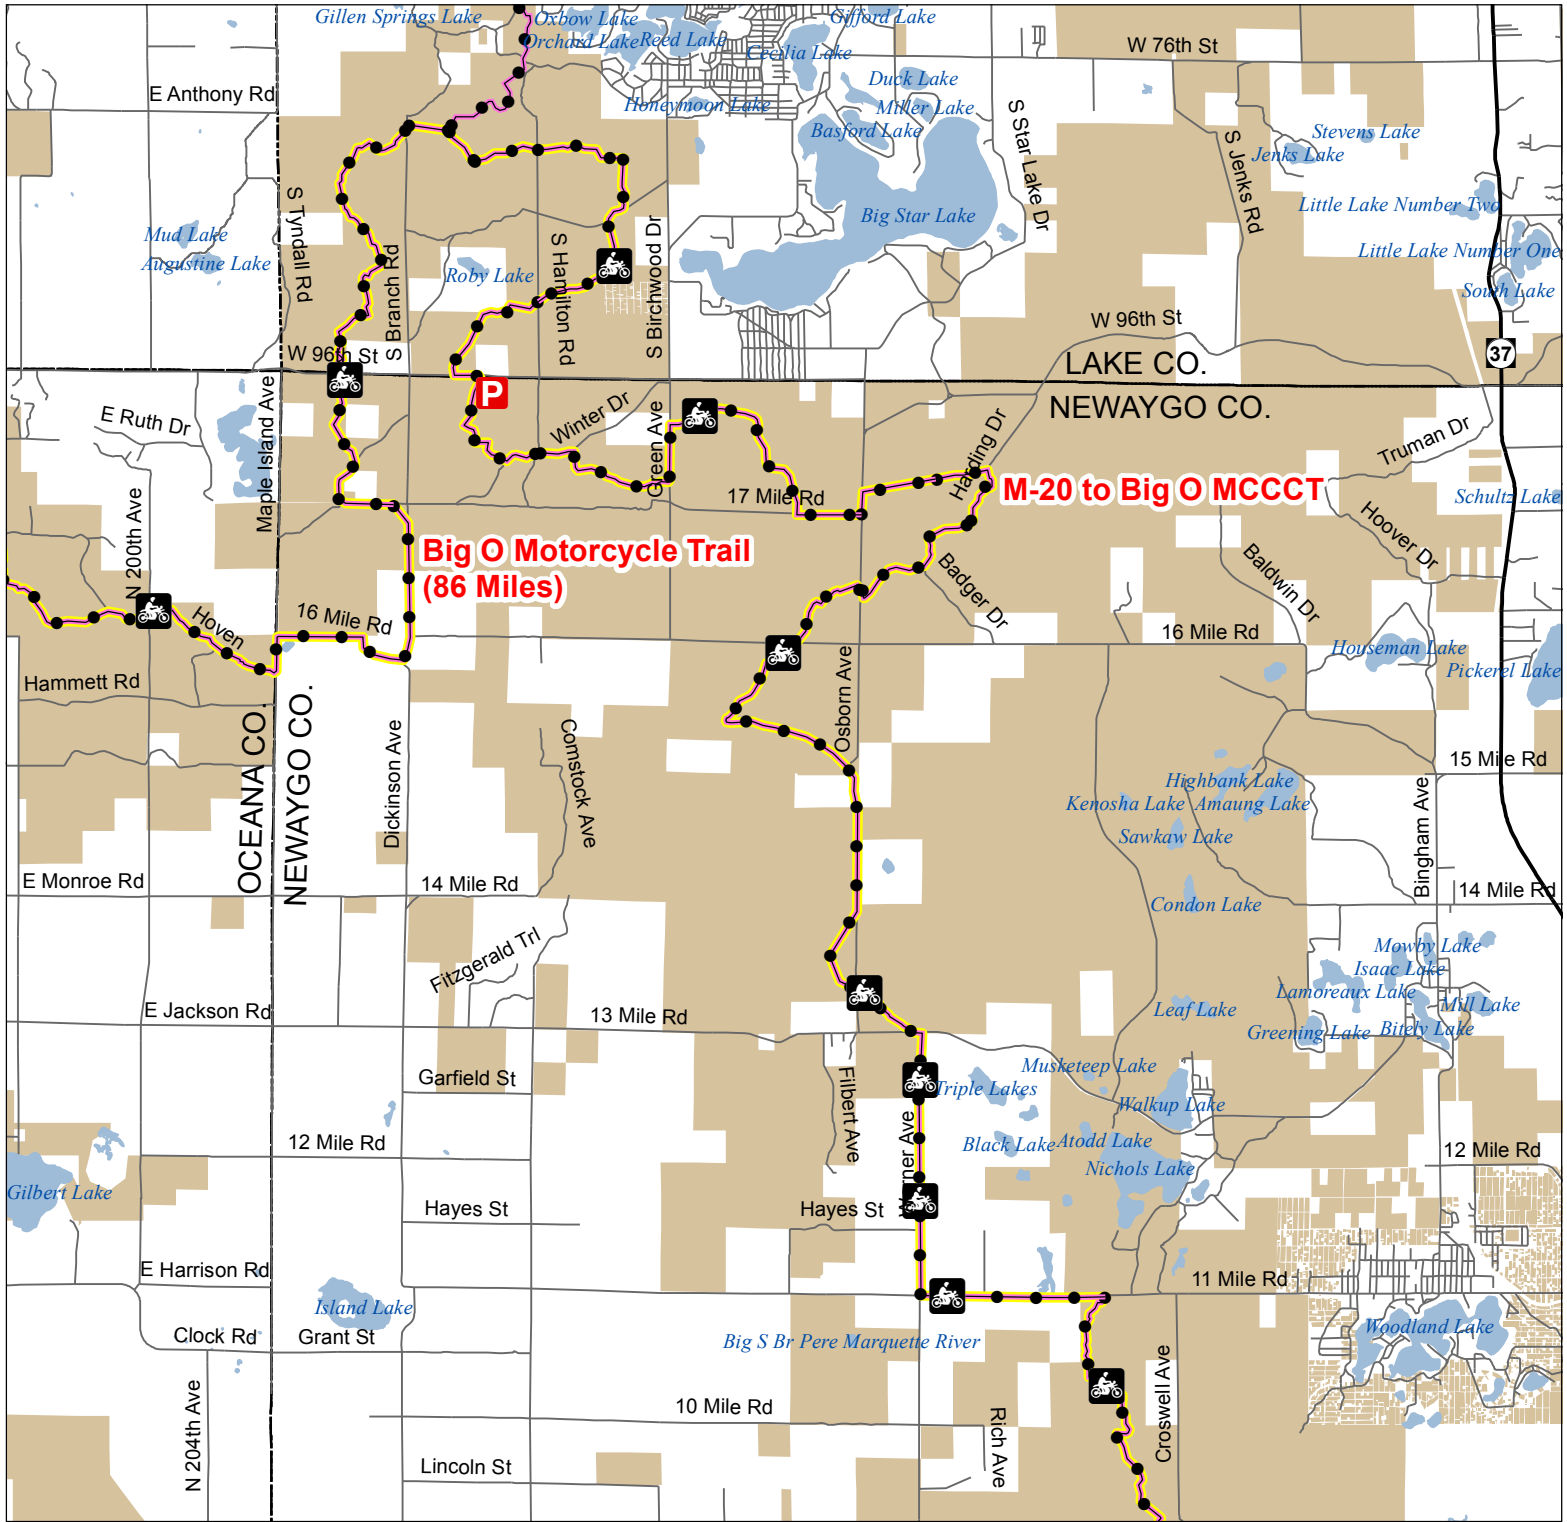 Gillen Springs Lake
Oxbow Lake
Gifford Lake
Orchard Lake
Reed Lake
Cecilia Lake
W 76th St
Duck Lake
E Anthony Rd
Honeymoon Lake
Miller Lake
Basford Lake
S Star Lake Dr
S Jenks Rd
Stevens Lake
Jenks Lake
Little Lake Number Two
Big Star Lake
Mud Lake
Augustine Lake
S Tyndall Rd
S Branch Rd
Roby Lake
S Hamilton Rd
S Birchwood Dr
Little Lake Number One
South Lake
W 96th St
W 96th St
LAKE CO.
37
P
NEWAYGO CO.
E Ruth Dr
Maple Island Ave
Winter Dr
Green Ave
Harding Dr
Truman Dr
17 Mile Rd
M-20 to Big O MCCCT
Schultz Lake
N 200th Ave
Big O Motorcycle Trail
(86 Miles)
Hoover Dr
Baldwin Dr
Badger Dr
Hoven
16 Mile Rd
16 Mile Rd
Houseman Lake
Pickerel Lake
Hammett Rd
OCEANA CO.
NEWAYGO CO.
Dickinson Ave
Comstock Ave
Osborn Ave
15 Mile Rd
Highbank Lake
Kenosha Lake
Amaung Lake
Sawkaw Lake
Bingham Ave
E Monroe Rd
14 Mile Rd
14 Mile Rd
Condon Lake
Fitzgerald Trl
Mowby Lake
Isaac Lake
Lamoreaux Lake
Mill Lake
E Jackson Rd
13 Mile Rd
Leaf Lake
Greening Lake
Bitely Lake
Garfield St
Filbert Ave
Musketeep Lake
Triple Lakes
Walkup Lake
12 Mile Rd
Black Lake
Atodd Lake
12 Mile Rd
Nichols Lake
Gilbert Lake
Hayes St
Hayes St
E Harrison Rd
11 Mile Rd
Island Lake
Clock Rd
Grant St
Big S Br Pere Marquette River
Woodland Lake
N 204th Ave
10 Mile Rd
Rich Ave
Croswell Ave
Lincoln St